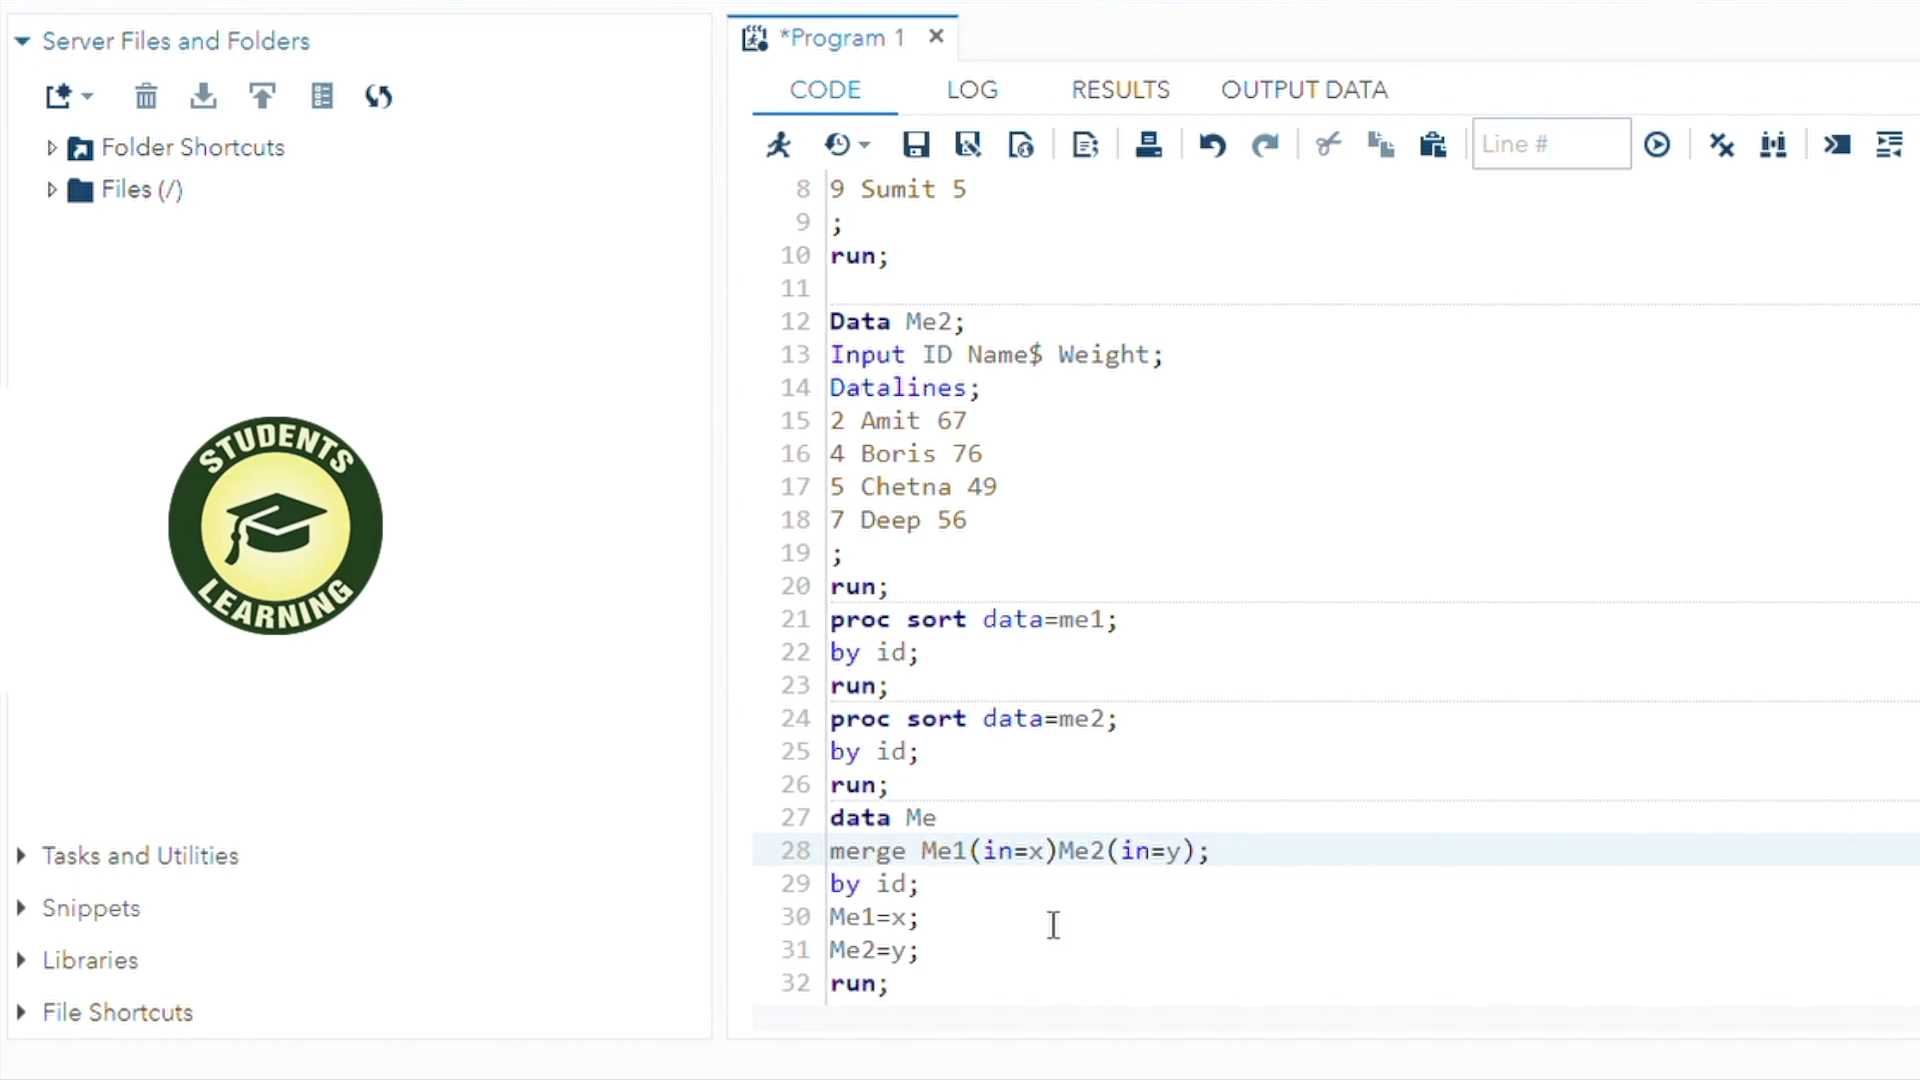 Server Files and Folders
Folder Shortcuts
Files (/)
STUDENTS
LEARNING
Tasks and Utilities
Snippets
Libraries
File Shortcuts
*Program 1
CODE LOG RESULTS OUTPUT DATA
Line #
8 9 Sumit 5
9 ;
10 run;
11
12 Data Me2;
13 Input ID Name$ Weight;
14 Datalines;
15 2 Amit 67
16 4 Boris 76
17 5 Chetna 49
18 7 Deep 56
19 ;
20 run;
21 proc sort data=me1;
22 by id;
23 run;
24 proc sort data=me2;
25 by id;
26 run;
27 data Me
28 merge Me1(in=x)Me2(in=y);
29 by id;
30 Me1=x;
31 Me2=y;
32 run;